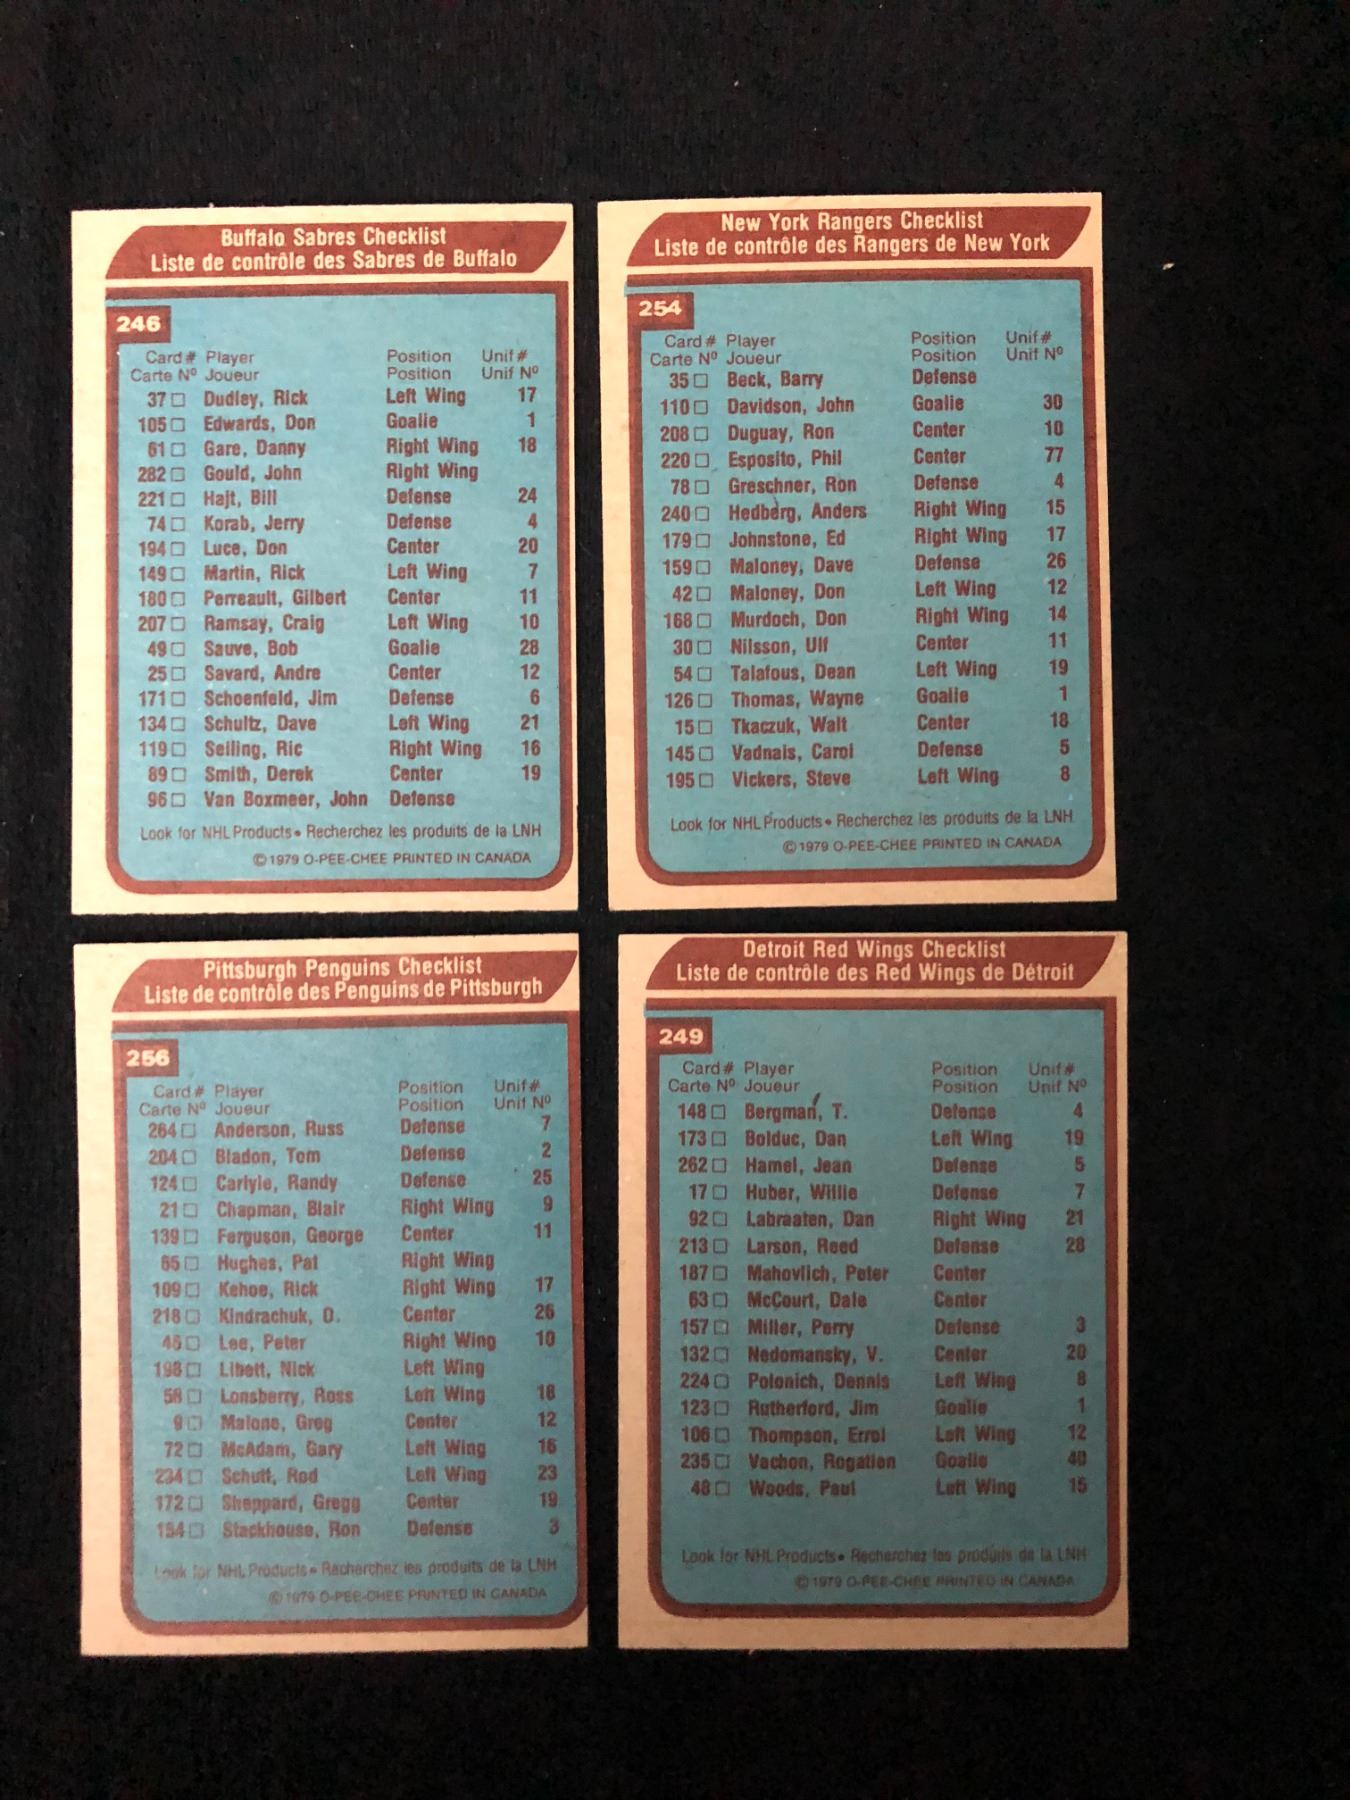 Buffalo Sabres Checklist
Liste de contrôle des Sabres de Buffalo
246
Card # Player Position Unif #
Carte Nº Joueur Position Unif Nº
37 □ Dudley, Rick Left Wing 17
105 □ Edwards, Don Goalie 1
61 □ Gare, Danny Right Wing 18
282 □ Gould, John Right Wing
221 □ Hajt, Bill Defense 24
74 □ Korab, Jerry Defense 4
194 □ Luce, Don Center 20
149 □ Martin, Rick Left Wing 7
180 □ Perreault, Gilbert Center 11
207 □ Ramsay, Craig Left Wing 10
49 □ Sauve, Bob Goalie 28
25 □ Savard, Andre Center 12
171 □ Schoenfeld, Jim Defense 6
134 □ Schultz, Dave Left Wing 21
119 □ Seiling, Ric Right Wing 16
89 □ Smith, Derek Center 19
96 □ Van Boxmeer, John Defense
Look for NHL Products • Recherchez les produits de la LNH
© 1979 O-PEE-CHEE PRINTED IN CANADA
New York Rangers Checklist
Liste de contrôle des Rangers de New York
254
Card # Player Position Unif #
Carte Nº Joueur Position Unif Nº
35 □ Beck, Barry Defense
110 □ Davidson, John Goalie 30
208 □ Duguay, Ron Center 10
220 □ Esposito, Phil Center 77
78 □ Greschner, Ron Defense 4
240 □ Hedberg, Anders Right Wing 15
179 □ Johnstone, Ed Right Wing 17
159 □ Maloney, Dave Defense 26
42 □ Maloney, Don Left Wing 12
168 □ Murdoch, Don Right Wing 14
30 □ Nilsson, Ulf Center 11
54 □ Talafous, Dean Left Wing 19
126 □ Thomas, Wayne Goalie 1
15 □ Tkaczuk, Walt Center 18
145 □ Vadnais, Carol Defense 5
195 □ Vickers, Steve Left Wing 8
Look for NHL Products • Recherchez les produits de la LNH
© 1979 O-PEE-CHEE PRINTED IN CANADA
Pittsburgh Penguins Checklist
Liste de contrôle des Penguins de Pittsburgh
256
Card # Player Position Unif #
Carte Nº Joueur Position Unif Nº
264 □ Anderson, Russ Defense 7
204 □ Bladon, Tom Defense 2
124 □ Carlyle, Randy Defense 25
21 □ Chapman, Blair Right Wing 9
139 □ Ferguson, George Center 11
65 □ Hughes, Pat Right Wing
109 □ Kehoe, Rick Right Wing 17
218 □ Kindrachuk, O. Center 26
45 □ Lee, Peter Right Wing 10
198 □ Libett, Nick Left Wing
58 □ Lonsberry, Ross Left Wing 18
9 □ Malone, Greg Center 12
72 □ McAdam, Gary Left Wing 16
234 □ Schutt, Rod Left Wing 23
172 □ Sheppard, Gregg Center 19
154 □ Stackhouse, Ron Defense 3
Look for NHL Products • Recherchez les produits de la LNH
© 1979 O-PEE-CHEE PRINTED IN CANADA
Detroit Red Wings Checklist
Liste de contrôle des Red Wings de Détroit
249
Card # Player Position Unif #
Carte Nº Joueur Position Unif Nº
148 □ Bergman, T. Defense 4
173 □ Bolduc, Dan Left Wing 19
262 □ Hamel, Jean Defense 5
17 □ Huber, Willie Defense 7
92 □ Labraaten, Dan Right Wing 21
213 □ Larson, Reed Defense 28
187 □ Mahovlich, Peter Center
63 □ McCourt, Dale Center
157 □ Miller, Perry Defense 3
132 □ Nedomansky, V. Center 20
224 □ Polonich, Dennis Left Wing 8
123 □ Rutherford, Jim Goalie 1
106 □ Thompson, Errol Left Wing 12
235 □ Vachon, Rogatien Goalie 40
48 □ Woods, Paul Left Wing 15
Look for NHL Products • Recherchez les produits de la LNH
© 1979 O-PEE-CHEE PRINTED IN CANADA